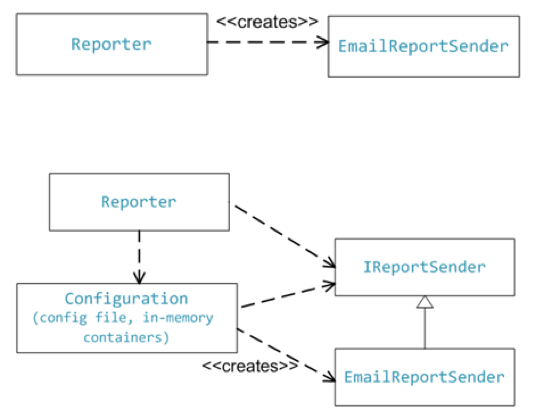 Reporter
<<creates>>
EmailReportSender
Reporter
IReportSender
Configuration
(config file, in-memory
containers)
<<creates>>
EmailReportSender